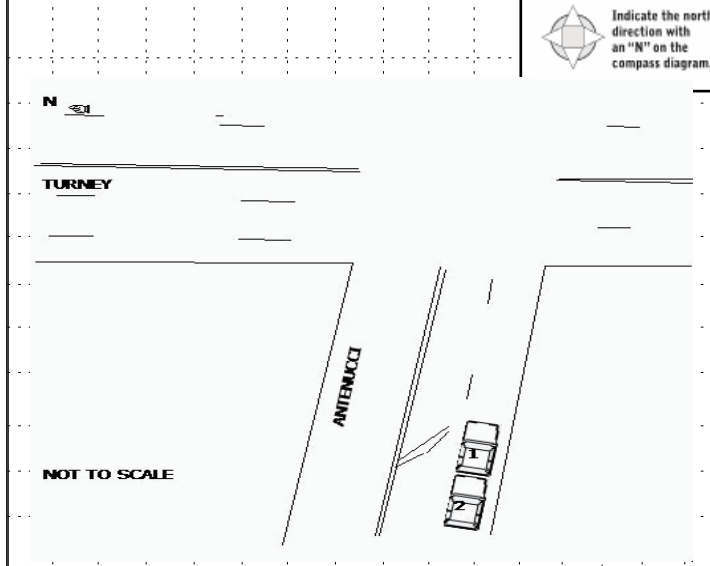 Indicate the north
direction with
an "N" on the
compass diagram.
N
TURNEY
ANTENUCCI
1
NOT TO SCALE
2